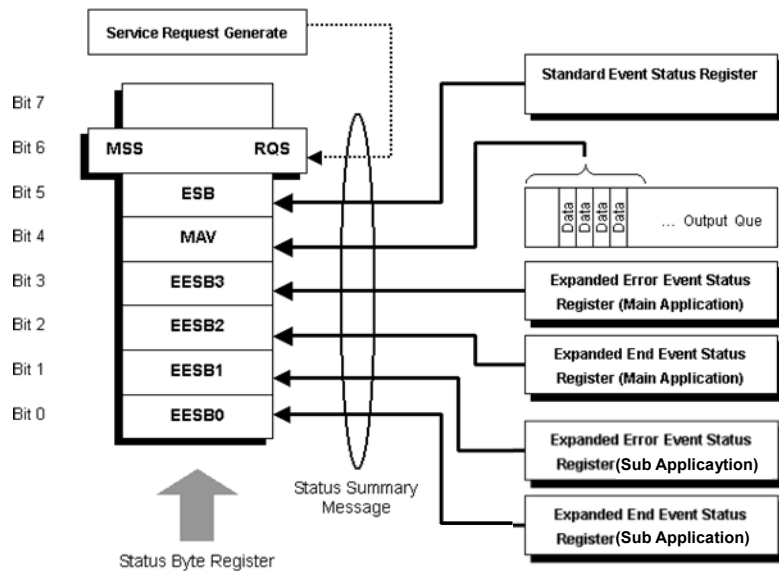 Service Request Generate
Standard Event Status Register
Bit 7
Bit 6
MSS
RQS
Bit 5
ESB
Bit 4
MAV
Data
Data
Data
Data
... Output Que
Bit 3
EESB3
Expanded Error Event Status
Register (Main Application)
Bit 2
EESB2
Expanded End Event Status
Register (Main Application)
Bit 1
EESB1
Bit 0
EESB0
Expanded Error Event Status
Register(Sub Applicaytion)
Expanded End Event Status
Register(Sub Application)
Status Summary
Message
Status Byte Register